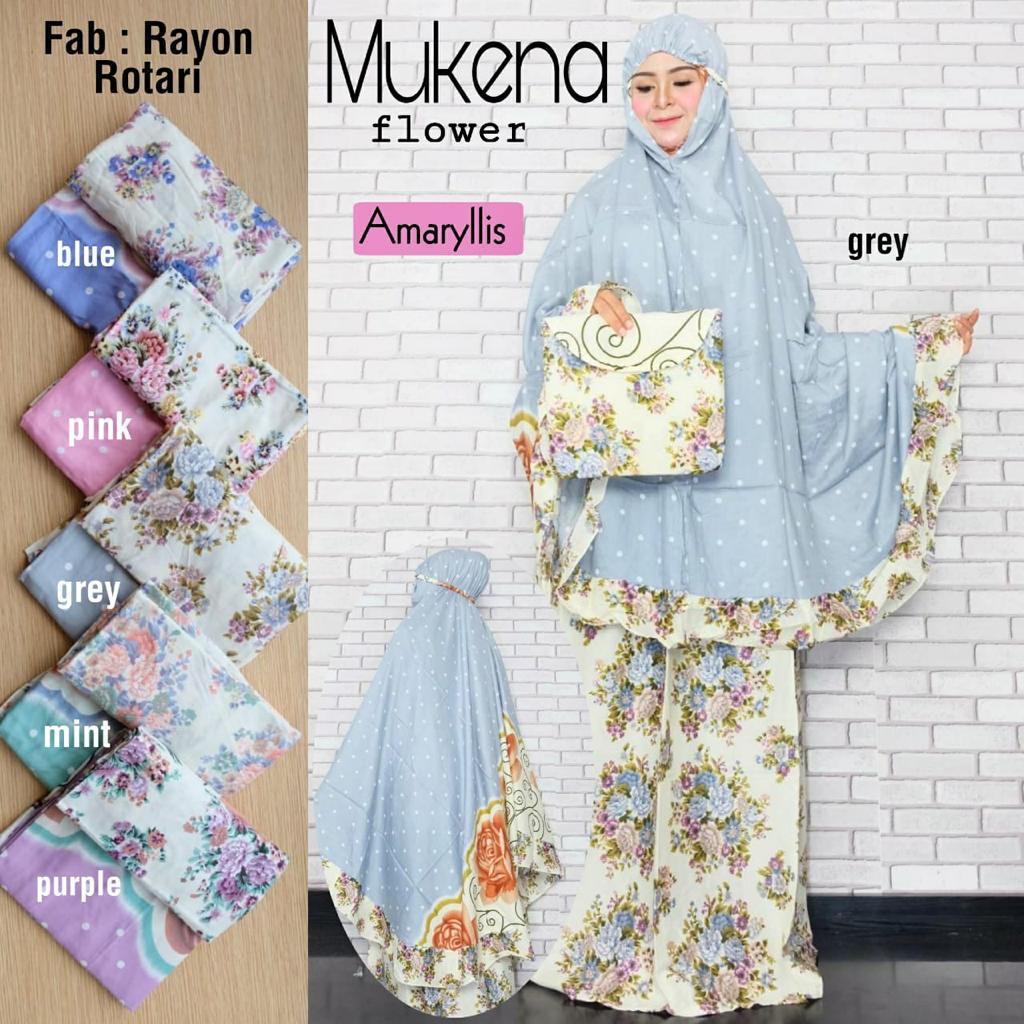 Fab : Rayon
Rotari
blue
pink
grey
mint
purple
Mukena
flower
Amaryllis
grey